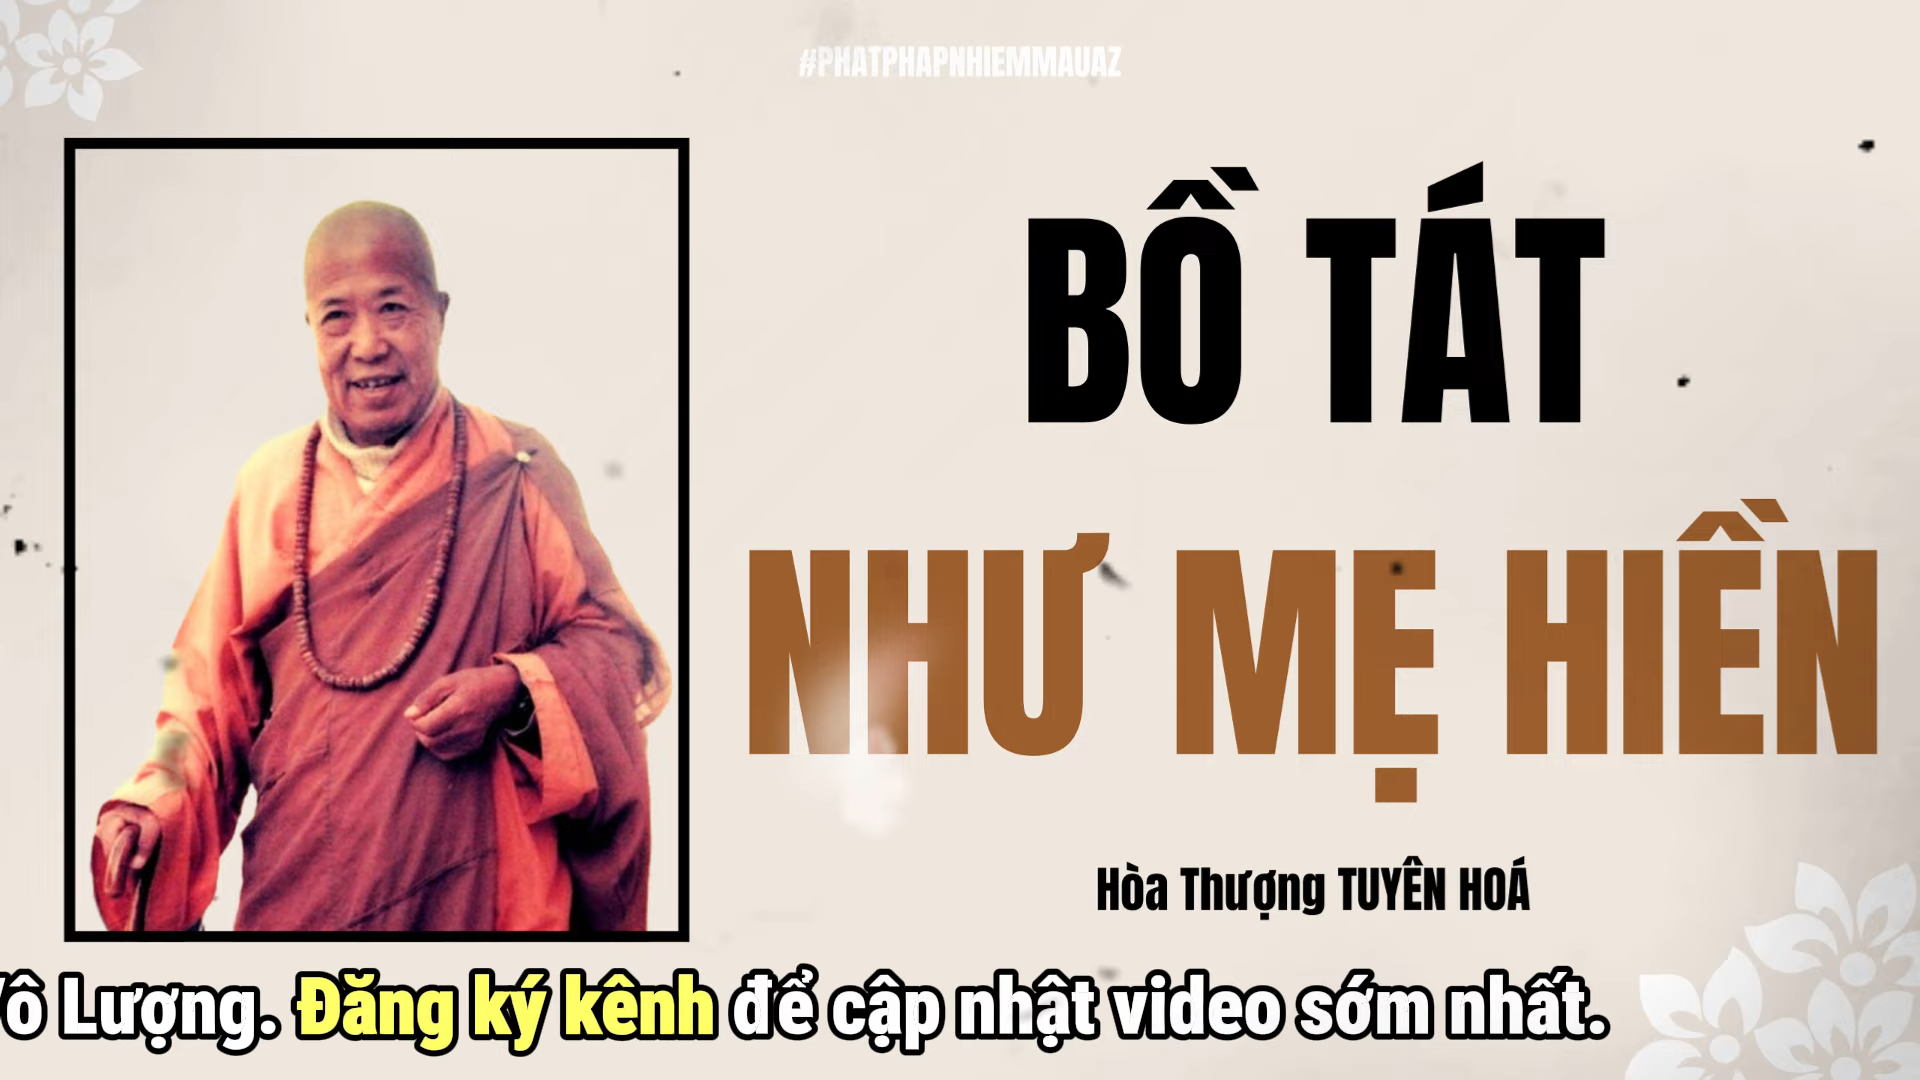 #PHATPHAPNHIEMMAUAZ
BỒ TÁT
NHƯ MẸ HIỀN
Hòa Thượng TUYÊN HOÁ
Lượng. Đăng ký kênh để cập nhật video sớm nhất.